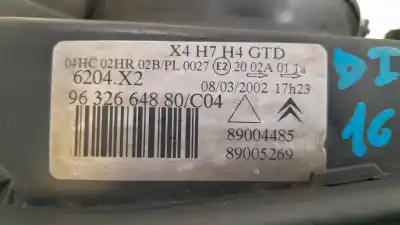 X4 H7 H4 GTD
04HC 02HR 02B/PL 0027 E2 20 02A 01 1a
6204.X2
08/03/2002 17h23
96 326 648 80/C04
89004485
89005269
DI
16